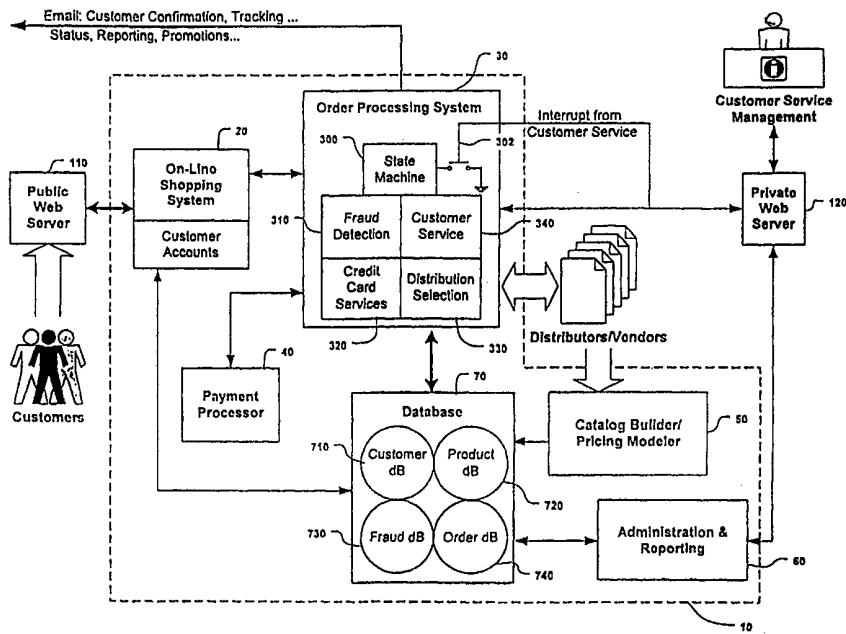 Email: Customer Confirmation, Tracking ...
Status, Reporting, Promotions...
30
Order Processing System
Interrupt from
Customer Service
302
300
State
Machine
Customer Service
Management
20
110
On-Lino
Shopping
System
Public
Web
Server
Customer
Accounts
310
Fraud
Detection
Customer
Service
340
Credit
Card
Services
Distribution
Selection
320
330
Private
Web
Server
120
Distributors/Vendors
Customers
40
Payment
Processor
70
Database
710
Customer
dB
Product
dB
720
730
Fraud dB
Order dB
740
Catalog Builder/
Pricing Modeler
50
Administration &
Reporting
60
10